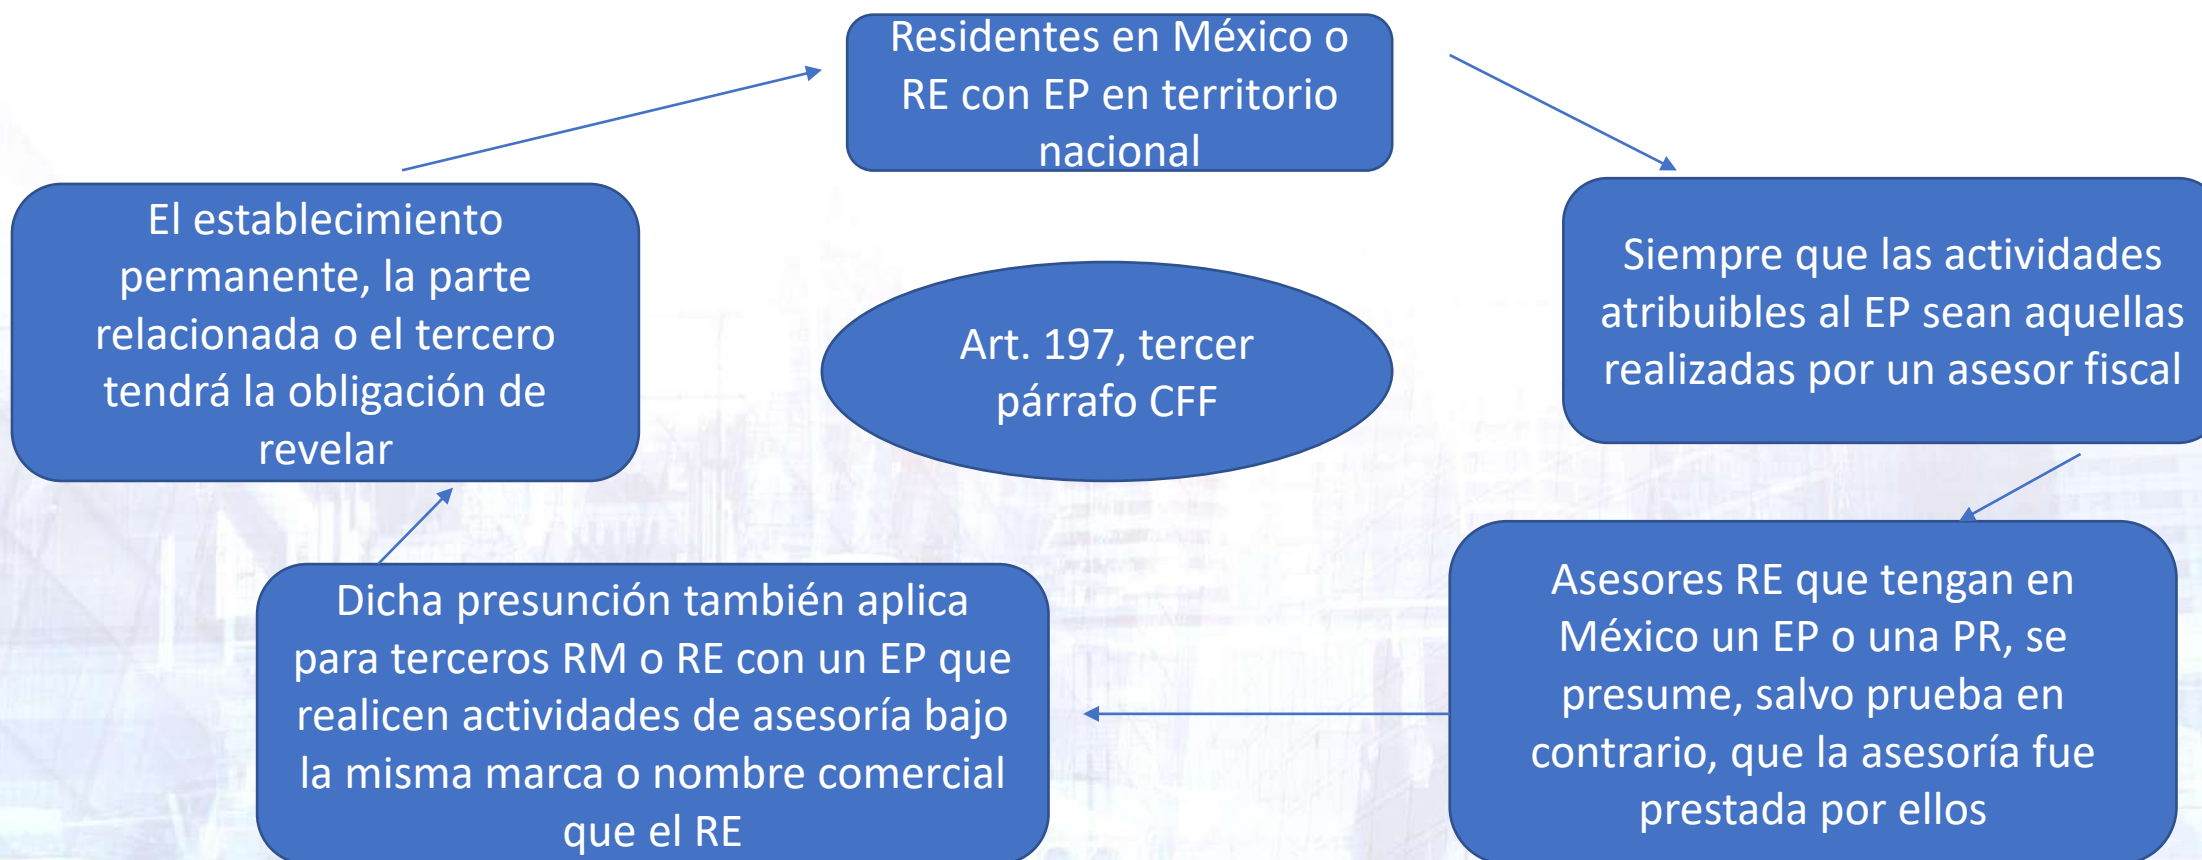 Residentes en México o
RE con EP en territorio
nacional
El establecimiento
permanente, la parte
relacionada o el tercero
tendrá la obligación de
revelar
Art. 197, tercer
párrafo CFF
Siempre que las actividades
atribuibles al EP sean aquellas
realizadas por un asesor fiscal
Dicha presunción también aplica
para terceros RM o RE con un EP que
realicen actividades de asesoría bajo
la misma marca o nombre comercial
que el RE
Asesores RE que tengan en
México un EP o una PR, se
presume, salvo prueba en
contrario, que la asesoría fue
prestada por ellos